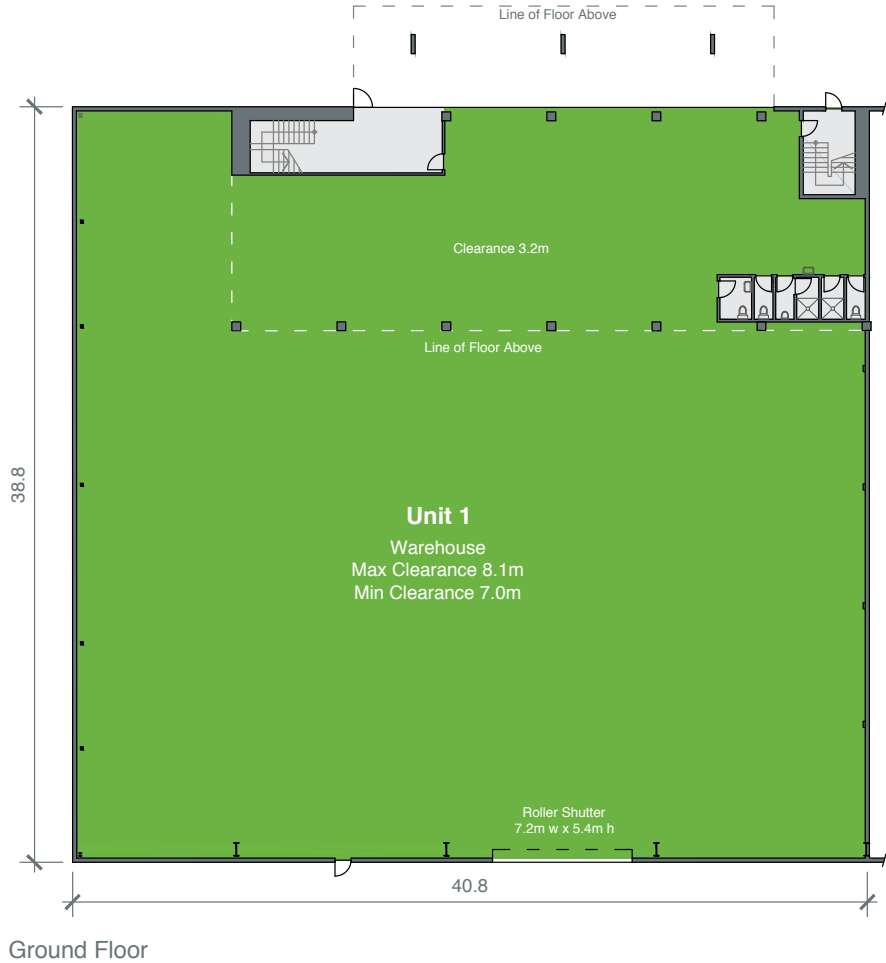 Line of Floor Above
Clearance 3.2m
Line of Floor Above
38.8
Unit 1
Warehouse
Max Clearance 8.1m
Min Clearance 7.0m
Roller Shutter
7.2m w x 5.4m h
40.8
Ground Floor